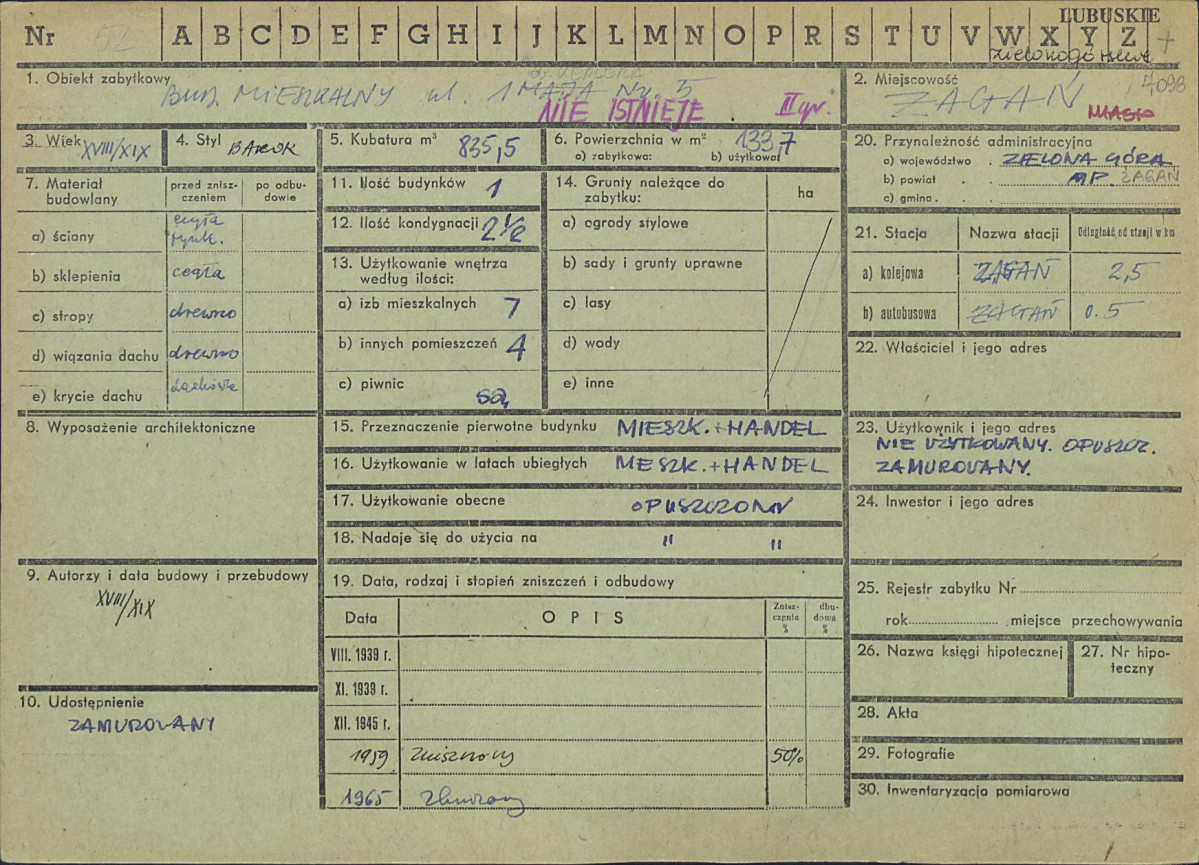 LUBUSKIE
Nr 52 A B C D E F G H I J K L M N O P R S T U V W X Y Z +
zielonogórskie
1. Obiekt zabytkowy
BUD. MIESZKALNY ul. 1 MAJA Nr. 5
NIE ISTNIEJE. II gr.
2. Miejscowość 7098
ŻAGAŃ
MIASTO
3. Wiek XVIII/XIX
4. Styl BAROK
5. Kubatura m³ 835,5
6. Powierzchnia w m² 133,7
a) zabytkowa: b) użytkowa:
7. Materiał budowlany
przed zniszczeniem
po odbudowie
a) ściany cegła tynk.
b) sklepienia cegła
c) stropy drewno
d) wiązania dachu drewno
e) krycie dachu dachówka
8. Wyposażenie architektoniczne
9. Autorzy i data budowy i przebudowy
XVIII/XIX
10. Udostępnienie
ZAMUROWANY
11. Ilość budynków 1
12. Ilość kondygnacji 2 ½
13. Użytkowanie wnętrza
według ilości:
a) izb mieszkalnych 7
b) innych pomieszczeń 4
c) piwnic są,
14. Grunty należące do
zabytku:
ha
a) ogrody stylowe
b) sady i grunty uprawne
c) lasy
d) wody
e) inne
15. Przeznaczenie pierwotne budynku MIESZK. + HANDEL
16. Użytkowanie w latach ubiegłych MESZK. + HANDEL
17. Użytkowanie obecne OPUSZCZONY
18. Nadaje się do użycia na " "
19. Data, rodzaj i stopień zniszczeń i odbudowy
Data OPIS Zniszczenia % dbudowa %
VIII. 1939 r.
XI. 1939 r.
XII. 1945 r.
1959 zniszczony 50%
1965 zburzony
20. Przynależność administracyjna
a) województwo . ZIELONA GÓRA
b) powiat . . MP. ŻAGAŃ
c) gmina . .
21. Stacja Nazwa stacji Odległość od stacji w km
a) kolejowa ŻAGAŃ 2,5
b) autobusowa ŻAGAŃ 0.5
22. Właściciel i jego adres
23. Użytkownik i jego adres
NIE UŻYTKOWANY. OPUSZCZ.
ZAMUROWANY.
24. Inwestor i jego adres
25. Rejestr zabytku Nr
rok miejsce przechowywania
26. Nazwa księgi hipotecznej
27. Nr hipo-
teczny
28. Akta
29. Fotografie
30. Inwentaryzacja pomiarowa